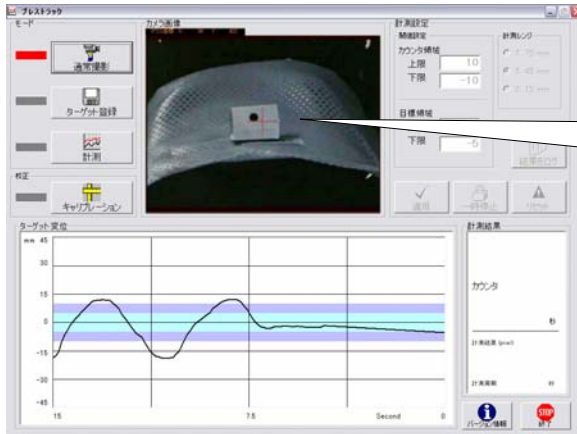 ブレストラック
モード
通常撮影
ターゲット登録
計測
校正
キャリブレーション
カメラ画像
計測設定
閾値設定
カウンタ領域
上限 10
下限 -10
目標領域
下限 -5
計測レンジ
結果をログ
適用
一時停止
リセット
ターゲット変位
mm 45
30
15
0
-15
-30
-45
15 7.5 Second 0
計測結果
カウンタ
秒
計測結果 (pixel)
計測周期 秒
バージョン情報
終了
STOP